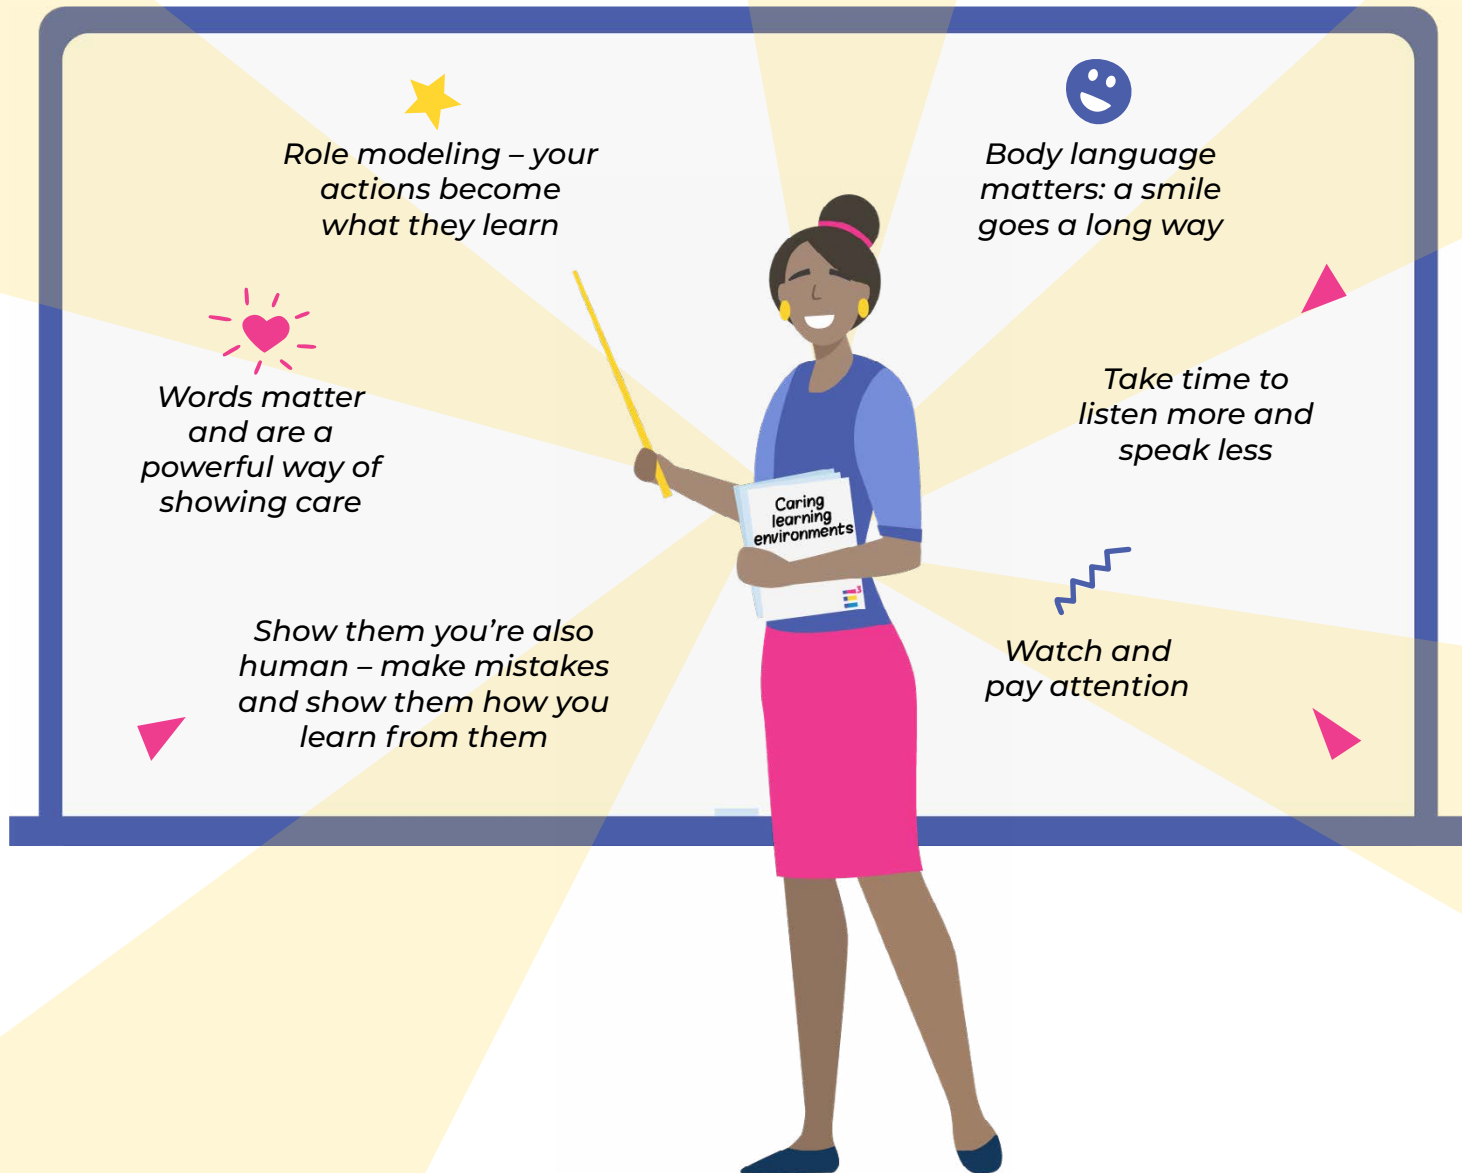 Role modeling – your
actions become
what they learn
Body language
matters: a smile
goes a long way
Words matter
and are a
powerful way of
showing care
Take time to
listen more and
speak less
Caring
learning
environments
Show them you’re also
human – make mistakes
and show them how you
learn from them
Watch and
pay attention